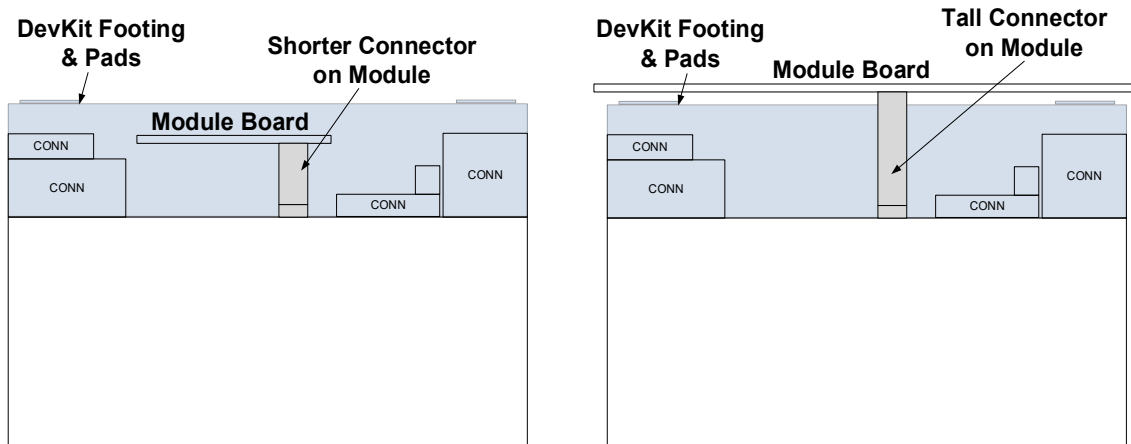 DevKit Footing
& Pads
Shorter Connector
on Module
Module Board
CONN
CONN
CONN
CONN
DevKit Footing
& Pads
Tall Connector
on Module
Module Board
CONN
CONN
CONN
CONN